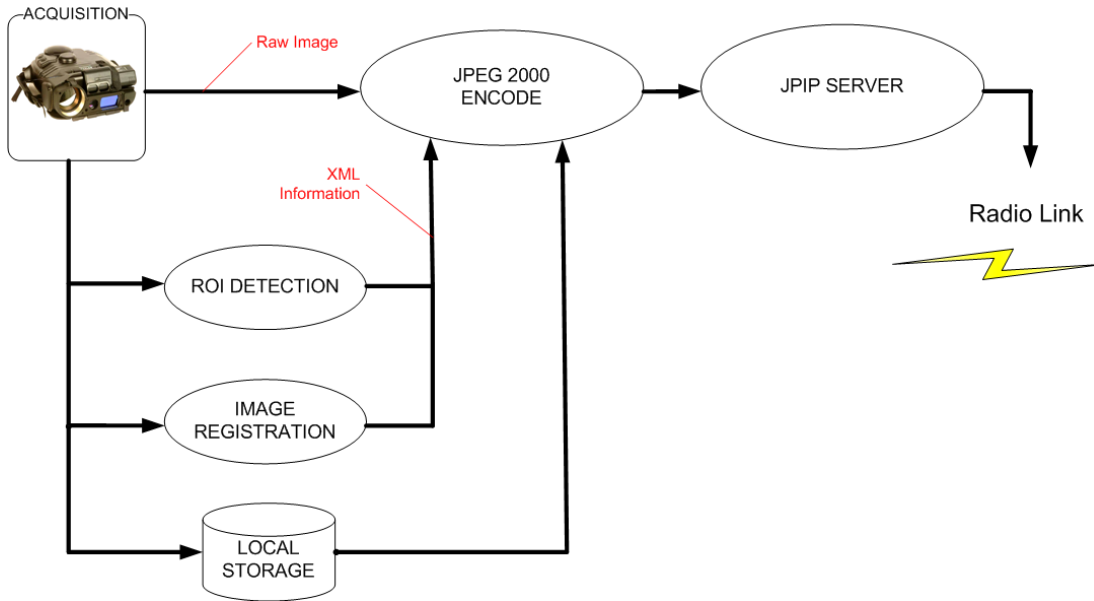 ACQUISITION
Raw Image
JPEG 2000
ENCODE
JPIP SERVER
XML
Information
Radio Link
ROI DETECTION
IMAGE
REGISTRATION
LOCAL
STORAGE